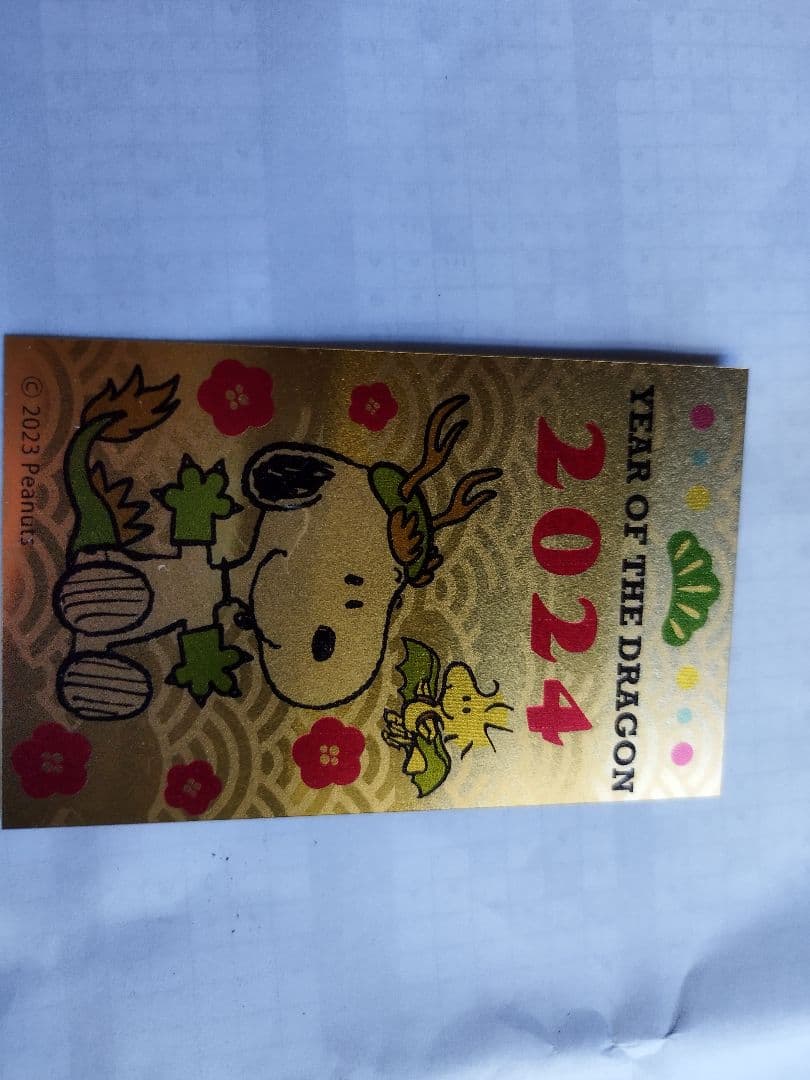 YEAR OF THE DRAGON
2024
© 2023 Peanuts